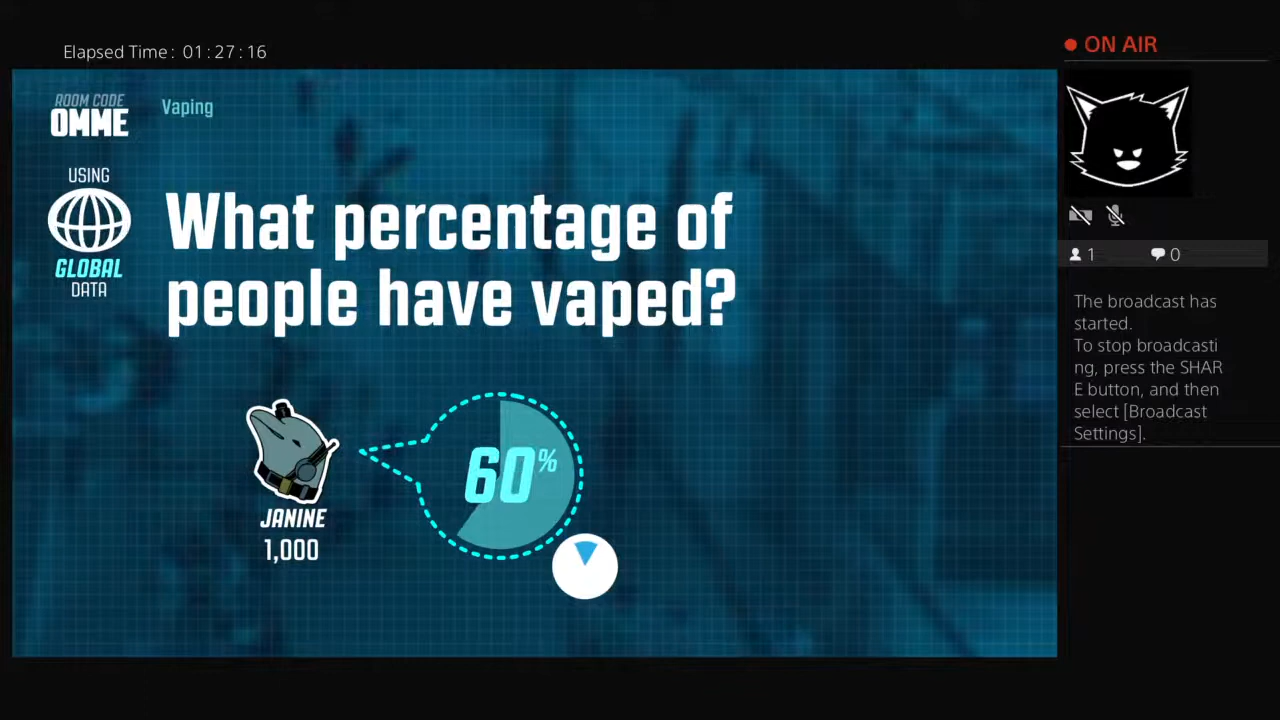 Elapsed Time: 01:27:16
ON AIR
ROOM CODE
OMME
Vaping
USING
GLOBAL
DATA
What percentage of
people have vaped?
60%
JANINE
1,000
1
0
The broadcast has
started.
To stop broadcasti
ng, press the SHAR
E button, and then
select [Broadcast
Settings].